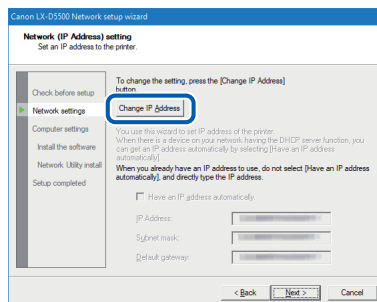 Canon LX-D5500 Network setup wizard
Network (IP Address) setting
Set an IP address to the printer.
Check before setup
Network settings
Computer settings
Install the software
Network Utility install
Setup completed
To change the setting, press the [Change IP Address]
button.
Change IP Address
You use this wizard to set IP address of the printer.
When there is a device on your network having the DHCP server function, you
can get an IP address automatically by selecting [Have an IP address
automatically]
When you already have an IP address to use, do not select [Have an IP address
automatically], and directly type the IP address.
Have an IP address automatically.
IP Address:
Subnet mask:
Default gateway:
< Back
Next >
Cancel